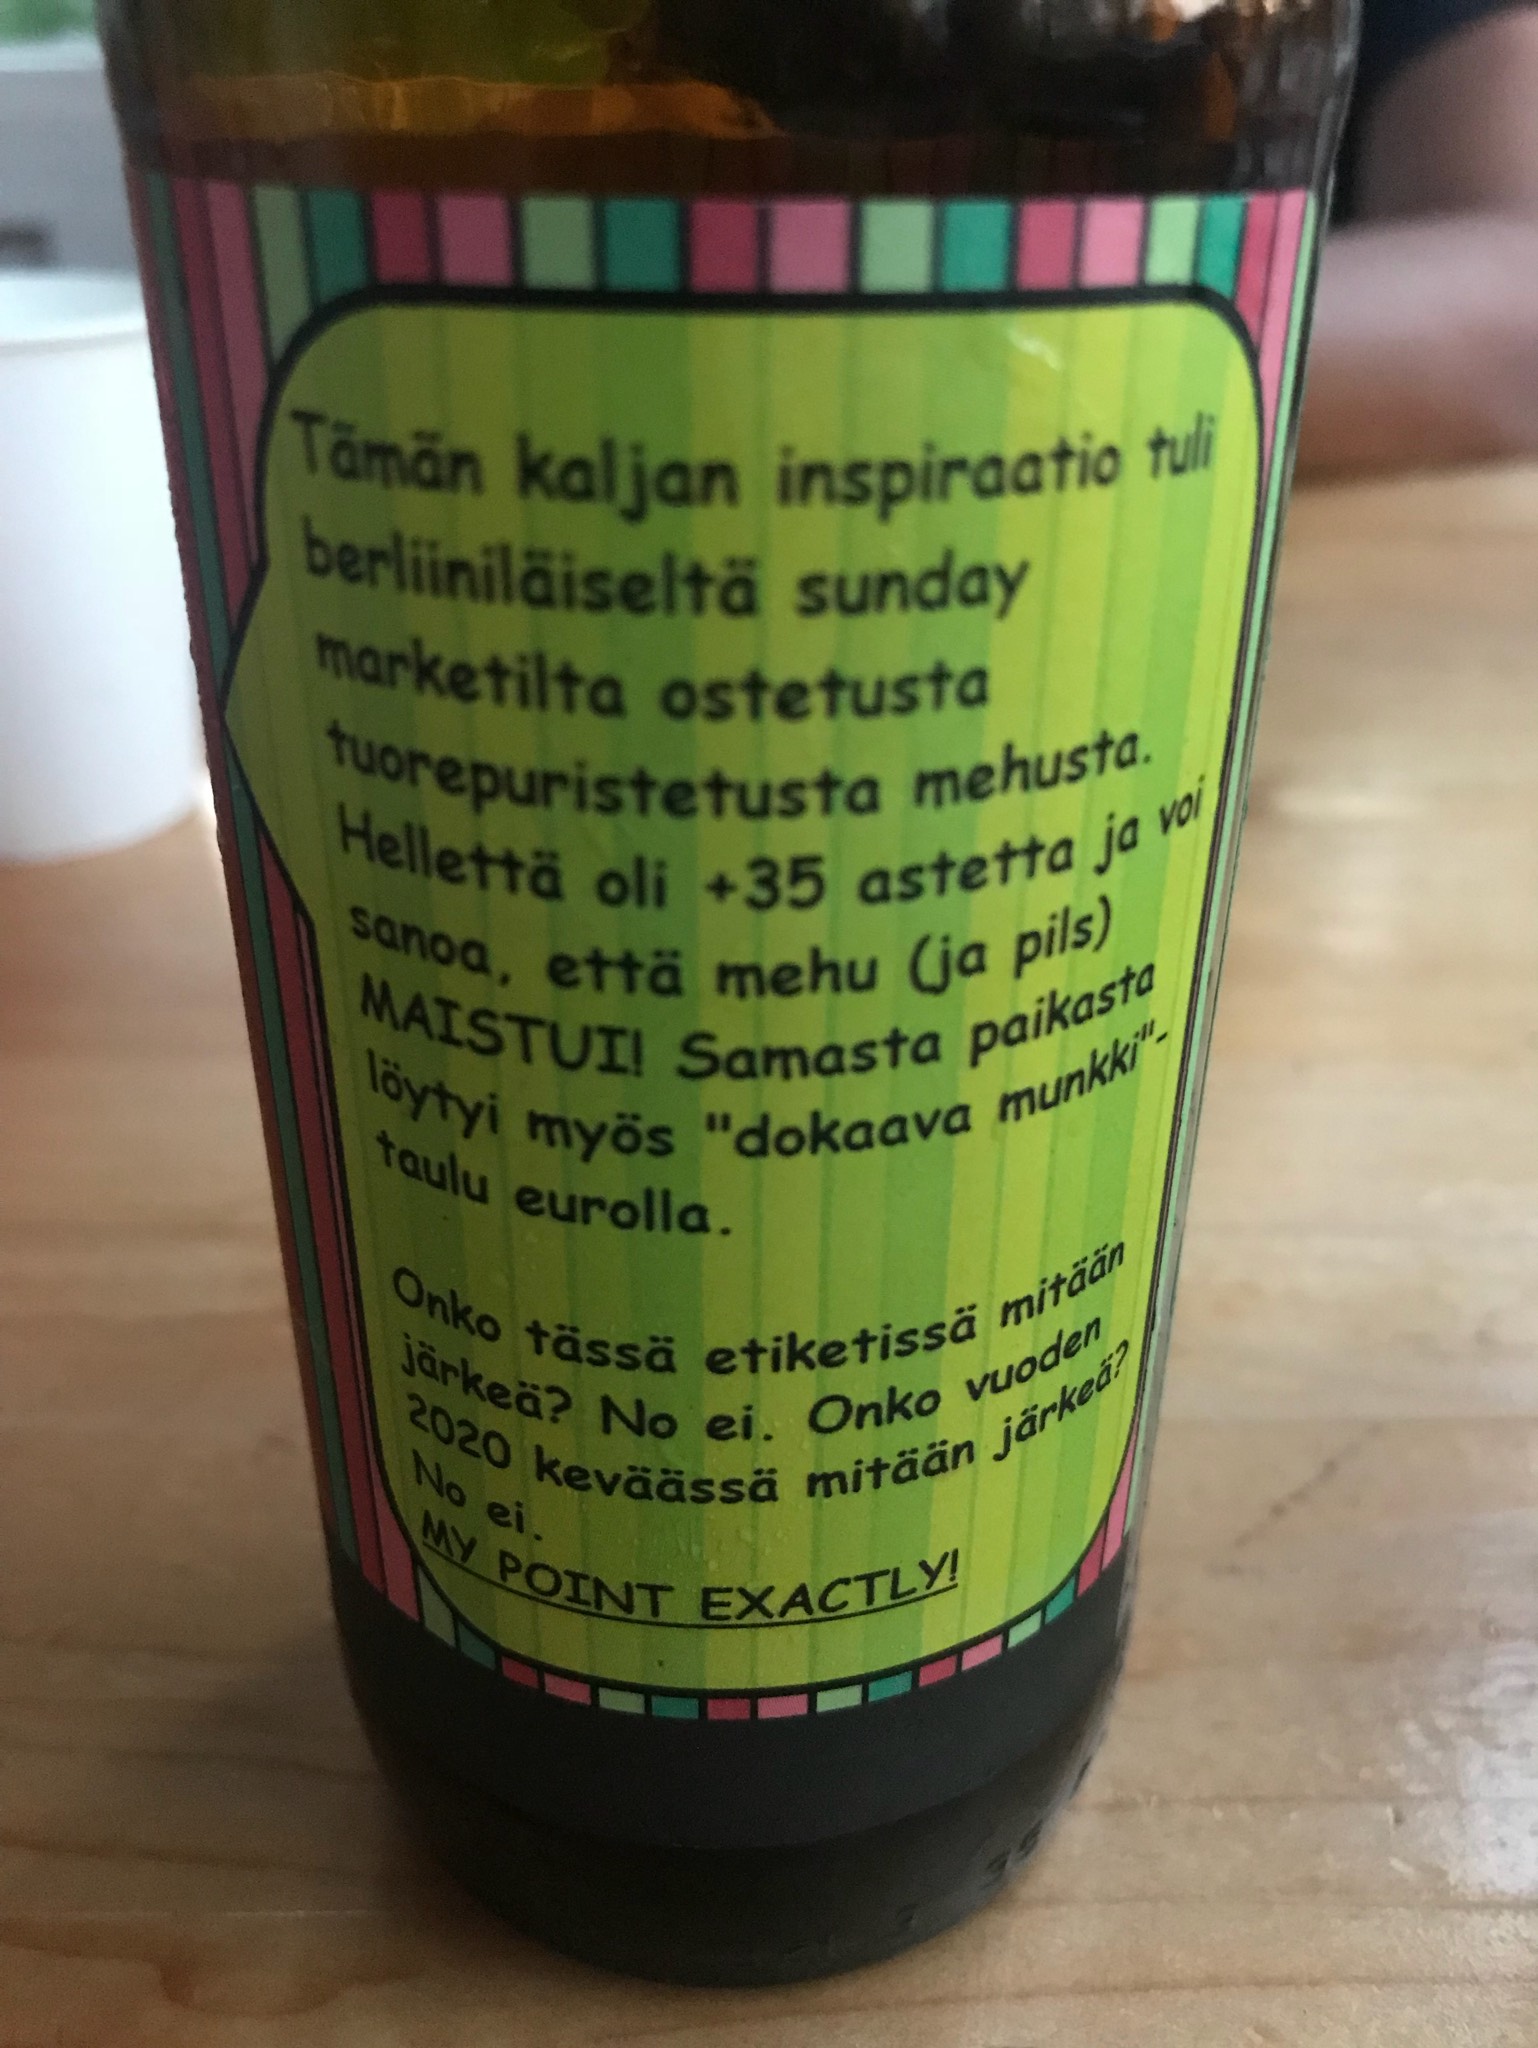 Tämän kaljan inspiraatio tuli
berliiniläiseltä sunday
marketilta ostetusta
tuorepuristetusta mehusta.
Hellettä oli +35 astetta ja voi
sanoa, että mehu (ja pils)
MAISTUI! Samasta paikasta
löytyi myös "dokaava munkki"-
taulu eurolla.
Onko tässä etiketissä mitään
järkeä? No ei. Onko vuoden
2020 keväässä mitään järkeä?
No ei.
MY POINT EXACTLY!